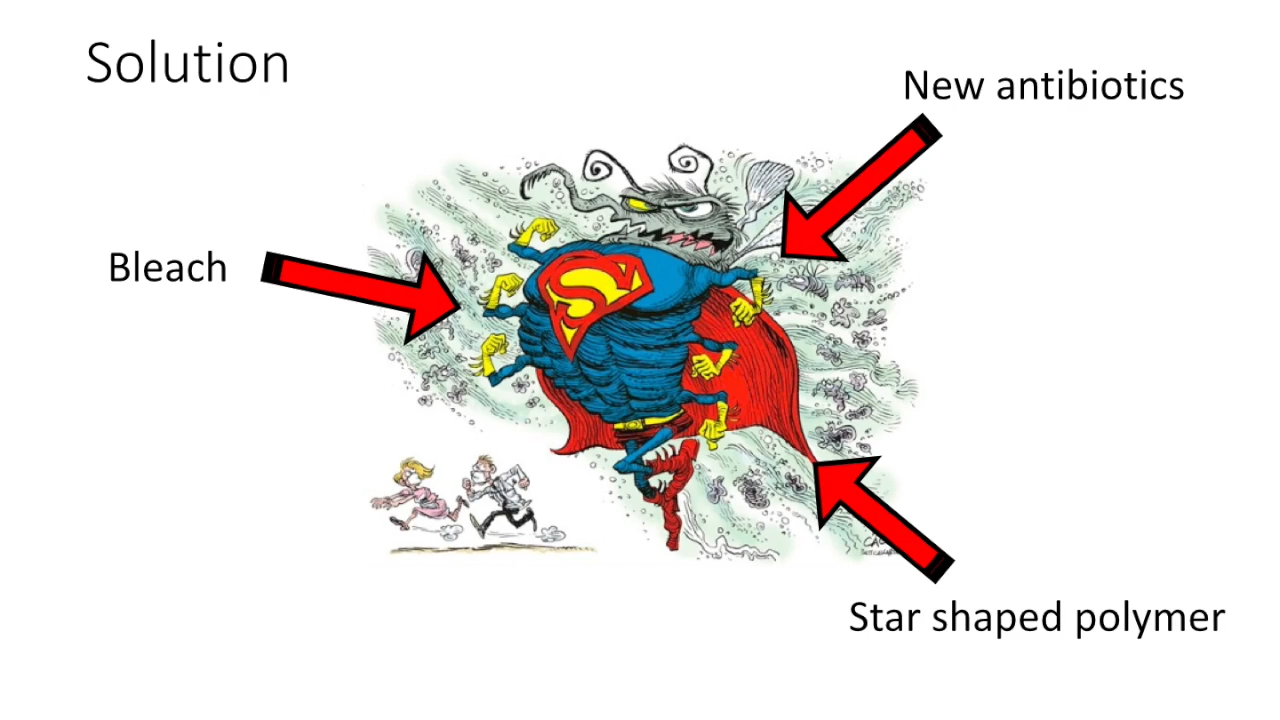 Solution
New antibiotics
Bleach
S
Star shaped polymer